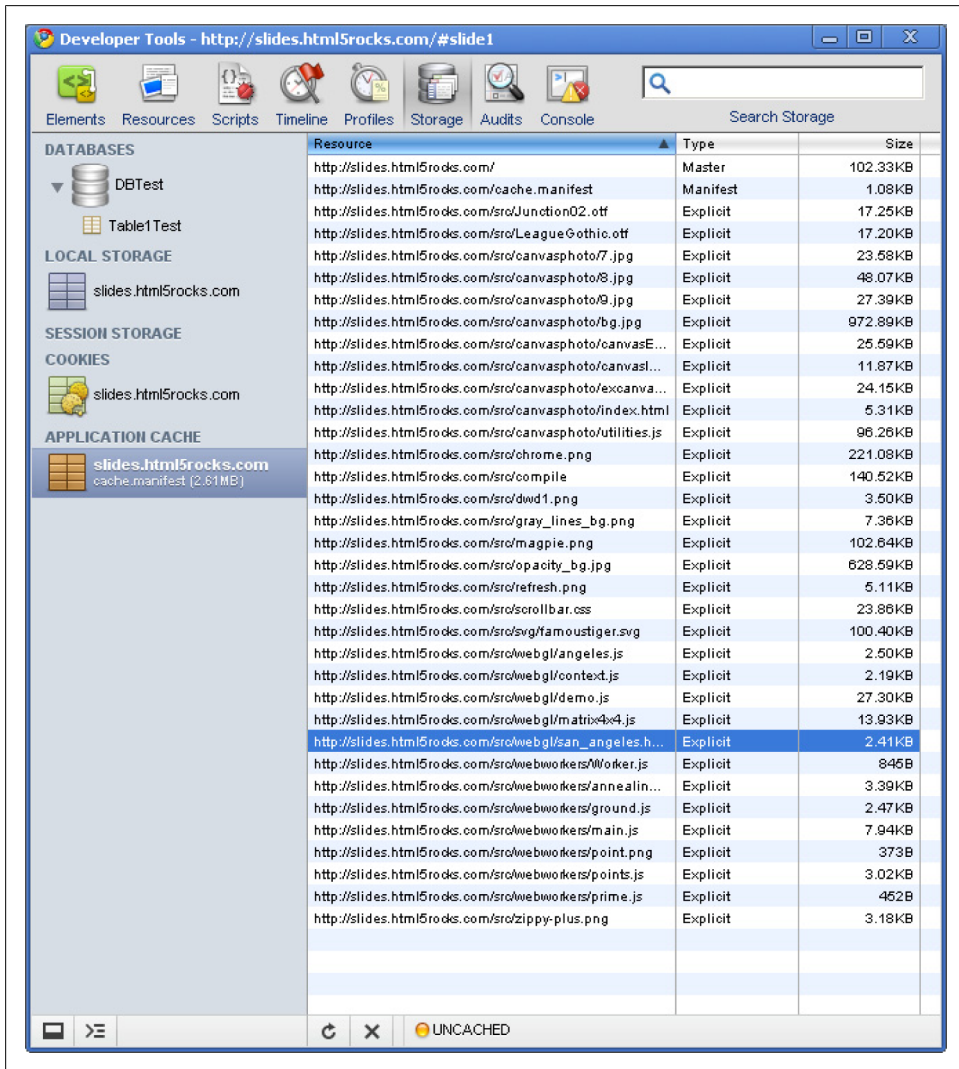 Developer Tools - http://slides.html5rocks.com/#slide1
Elements Resources Scripts Timeline Profiles Storage Audits Console Search Storage
DATABASES
DBTest
Table1Test
LOCAL STORAGE
slides.html5rocks.com
SESSION STORAGE
COOKIES
slides.html5rocks.com
APPLICATION CACHE
slides.html5rocks.com
cache.manifest (2.61MB)
Resource Type Size
http://slides.html5rocks.com/ Master 102.33KB
http://slides.html5rocks.com/cache.manifest Manifest 1.08KB
http://slides.html5rocks.com/src/Junction02.otf Explicit 17.25KB
http://slides.html5rocks.com/src/LeagueGothic.otf Explicit 17.20KB
http://slides.html5rocks.com/src/canvasphoto/7.jpg Explicit 23.58KB
http://slides.html5rocks.com/src/canvasphoto/8.jpg Explicit 48.07KB
http://slides.html5rocks.com/src/canvasphoto/9.jpg Explicit 27.39KB
http://slides.html5rocks.com/src/canvasphoto/bg.jpg Explicit 972.89KB
http://slides.html5rocks.com/src/canvasphoto/canvasE... Explicit 25.59KB
http://slides.html5rocks.com/src/canvasphoto/canvasI... Explicit 11.87KB
http://slides.html5rocks.com/src/canvasphoto/excanva... Explicit 24.15KB
http://slides.html5rocks.com/src/canvasphoto/index.html Explicit 5.31KB
http://slides.html5rocks.com/src/canvasphoto/utilities.js Explicit 96.26KB
http://slides.html5rocks.com/src/chrome.png Explicit 221.08KB
http://slides.html5rocks.com/src/compile Explicit 140.52KB
http://slides.html5rocks.com/src/dwd1.png Explicit 3.50KB
http://slides.html5rocks.com/src/gray_lines_bg.png Explicit 7.36KB
http://slides.html5rocks.com/src/magpie.png Explicit 102.64KB
http://slides.html5rocks.com/src/opacity_bg.jpg Explicit 628.59KB
http://slides.html5rocks.com/src/refresh.png Explicit 5.11KB
http://slides.html5rocks.com/src/scrollbar.css Explicit 23.86KB
http://slides.html5rocks.com/src/svg/famoustiger.svg Explicit 100.40KB
http://slides.html5rocks.com/src/webgl/angeles.js Explicit 2.50KB
http://slides.html5rocks.com/src/webgl/context.js Explicit 2.19KB
http://slides.html5rocks.com/src/webgl/demo.js Explicit 27.30KB
http://slides.html5rocks.com/src/webgl/matrix4x4.js Explicit 13.93KB
http://slides.html5rocks.com/src/webgl/san_angeles.h... Explicit 2.41KB
http://slides.html5rocks.com/src/webworkers/Worker.js Explicit 845B
http://slides.html5rocks.com/src/webworkers/annealin... Explicit 3.39KB
http://slides.html5rocks.com/src/webworkers/ground.js Explicit 2.47KB
http://slides.html5rocks.com/src/webworkers/main.js Explicit 7.94KB
http://slides.html5rocks.com/src/webworkers/point.png Explicit 373B
http://slides.html5rocks.com/src/webworkers/points.js Explicit 3.02KB
http://slides.html5rocks.com/src/webworkers/prime.js Explicit 452B
http://slides.html5rocks.com/src/zippy-plus.png Explicit 3.18KB
UNCACHED